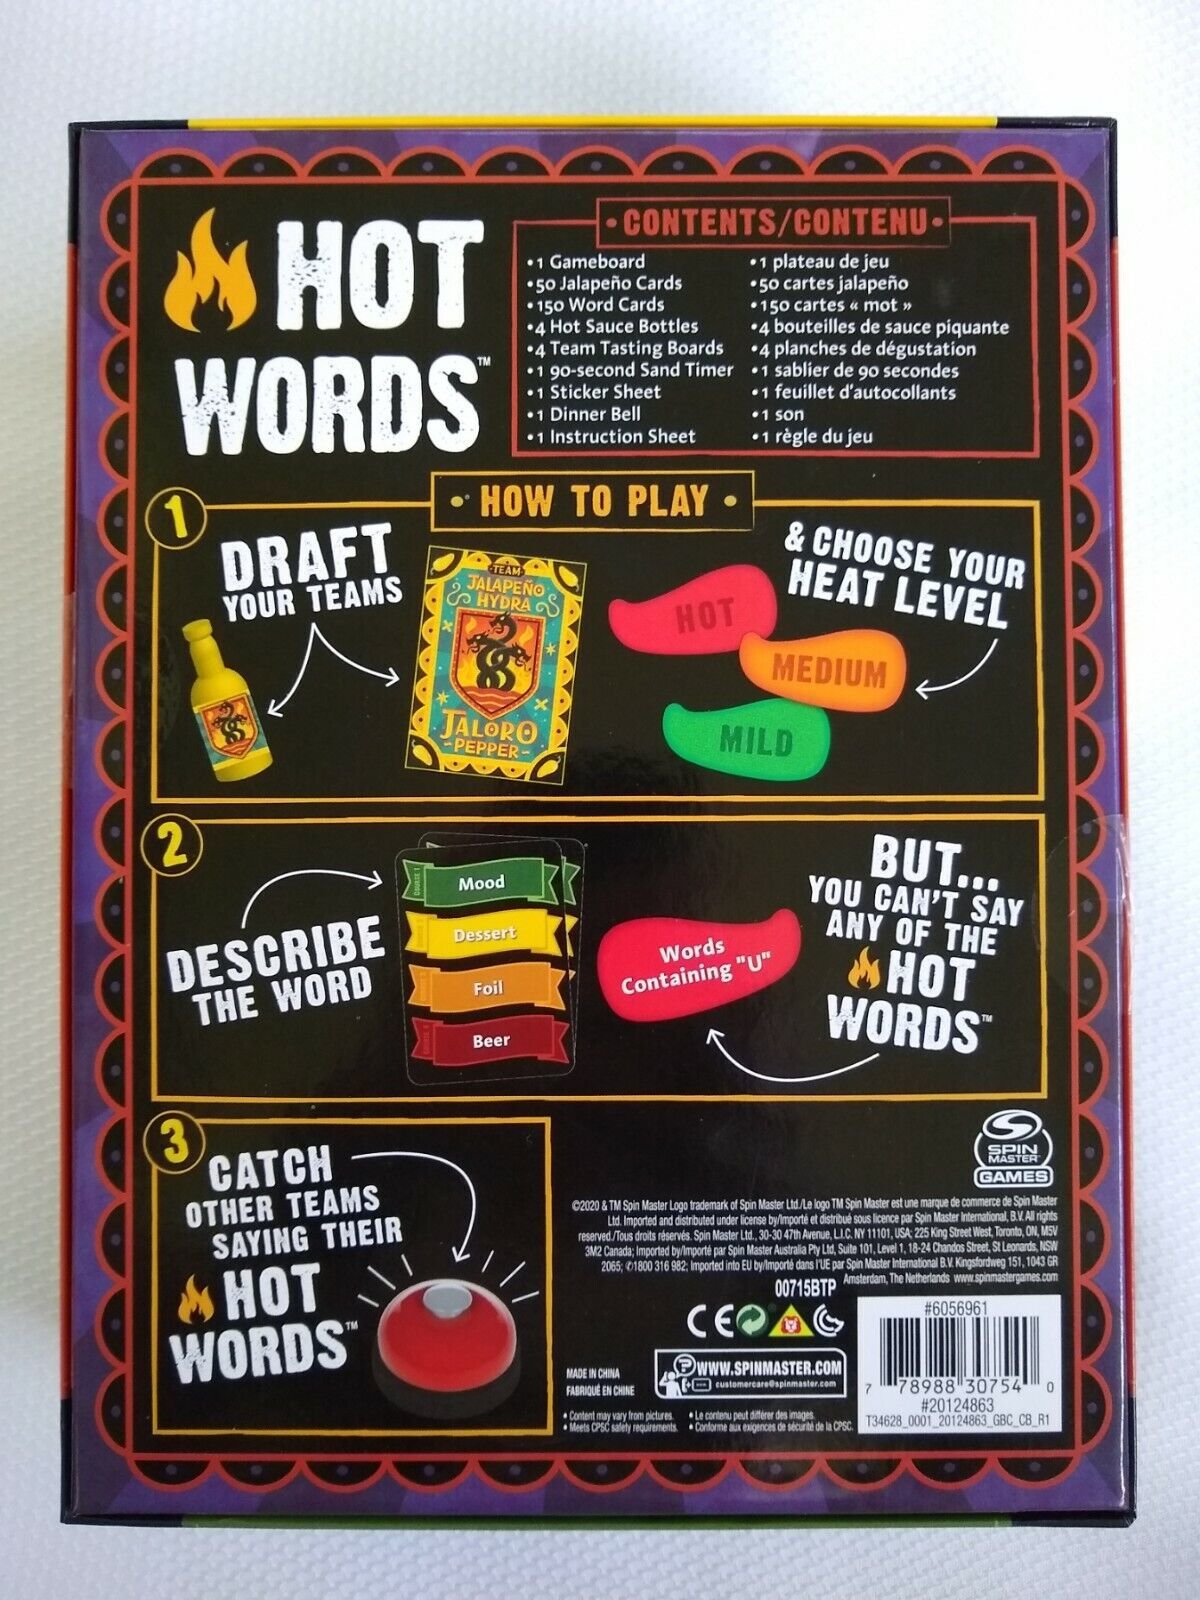 HOT
WORDS™
• CONTENTS/CONTENU •
•1 Gameboard
•50 Jalapeño Cards
•150 Word Cards
•4 Hot Sauce Bottles
•4 Team Tasting Boards
•1 90-second Sand Timer
•1 Sticker Sheet
•1 Dinner Bell
•1 Instruction Sheet
•1 plateau de jeu
•50 cartes jalapeño
•150 cartes « mot »
•4 bouteilles de sauce piquante
•4 planches de dégustation
•1 sablier de 90 secondes
•1 feuillet d'autocollants
•1 son
•1 règle du jeu
• HOW TO PLAY •
1
DRAFT
YOUR TEAMS
TEAM
JALAPEÑO
HYDRA
JALORO
-PEPPER-
HOT
MEDIUM
MILD
& CHOOSE YOUR
HEAT LEVEL
2
DESCRIBE
THE WORD
COURSE 1
Mood
Dessert
Foil
Beer
Words
Containing "U"
BUT...
YOU CAN'T SAY
ANY OF THE
HOT
WORDS™
3
CATCH
OTHER TEAMS
SAYING THEIR
HOT
WORDS™
SPIN
MASTER™
GAMES
©2020 & TM Spin Master Logo trademark of Spin Master Ltd./Le logo TM Spin Master est une marque de commerce de Spin Master
Ltd. Imported and distributed under license by/Importé et distribué sous licence par Spin Master International, B.V. All rights
reserved./Tous droits réservés. Spin Master Ltd., 30-30 47th Avenue, L.I.C. NY 11101, USA; 225 King Street West, Toronto, ON, M5V
3M2 Canada; Imported by/Importé par Spin Master Australia Pty Ltd, Suite 101, Level 1, 18-24 Chandos Street, St Leonards, NSW
2065; ✆1800 316 982; Imported into EU by/Importé dans l'UE par Spin Master International B.V. Kingsfordweg 151, 1043 GR
Amsterdam, The Netherlands www.spinmastergames.com
00715BTP
CE
MADE IN CHINA
FABRIQUÉ EN CHINE
WWW.SPINMASTER.COM
customercare@spinmaster.com
• Content may vary from pictures.
• Meets CPSC safety requirements.
• Le contenu peut différer des images.
• Conforme aux exigences de sécurité de la CPSC.
#6056961
7 78988 30754 0
#20124863
T34628_0001_20124863_GBC_CB_R1